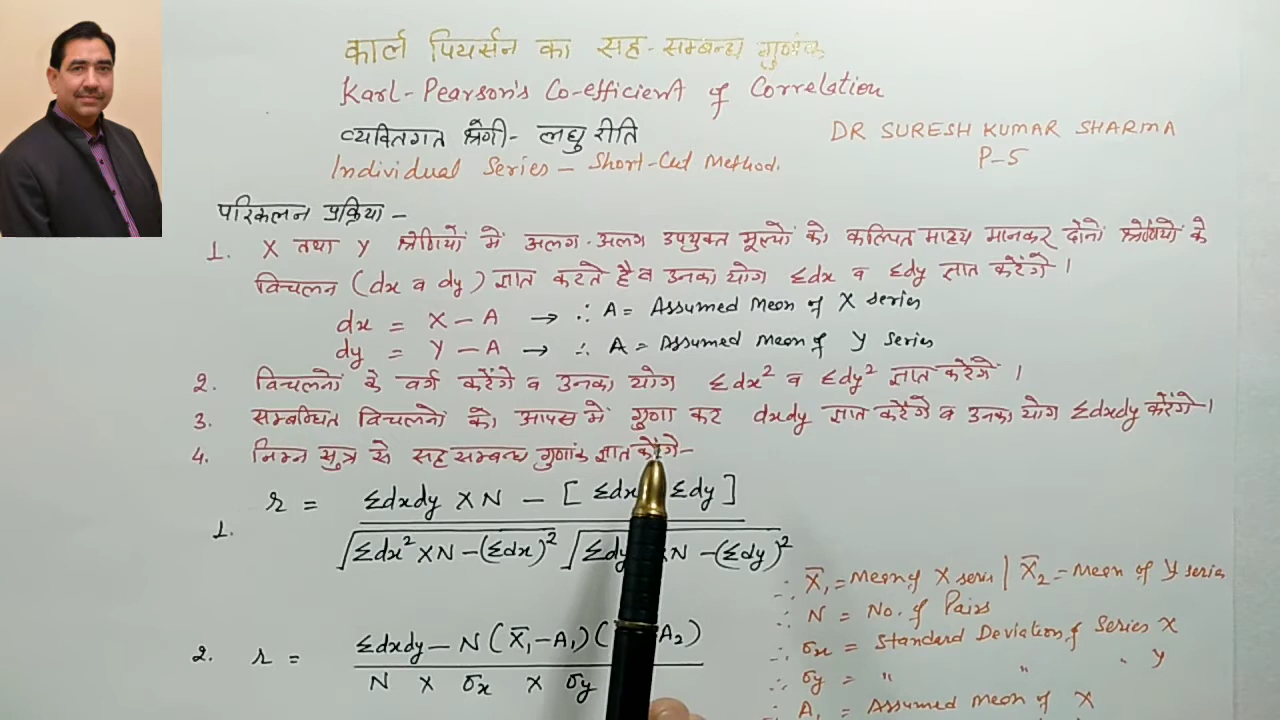 कार्ल पियर्सन का सह-सम्बन्ध गुणांक
Karl-Pearson's Co-efficient of Correlation
व्यक्तिगत श्रेणी- लघु रीति
Individual Series - Short-Cut Method.
DR SURESH KUMAR SHARMA
P-5
परिकलन प्रक्रिया -
1. X तथा Y श्रेणियों में अलग-अलग उपयुक्त मूल्यों को कल्पित माध्य मानकर दोनों श्रेणियों के
विचलन (dx व dy) ज्ञात करते है व उनका योग Σdx व Σdy ज्ञात करेंगे।
dx = X - A → ∴ A = Assumed Mean of X series
dy = Y - A → ∴ A = Assumed Mean of Y Series
2. विचलनों के वर्ग करेंगे व उनका योग Σdx² व Σdy² ज्ञात करेंगे।
3. सम्बन्धित विचलनों को आपस में गुणा कर dxdy ज्ञात करेंगे व उनका योग Σdxdy करेंगे।
4. निम्न सुत्र से सह सम्बन्ध गुणांक ज्ञात करेंगे-
1. r = Σdxdy X N - [ Σdx Σdy ]
√Σdx² X N - (Σdx)² √Σdy X N - (Σdy)²
2. r = Σdxdy - N (X̄₁ - A₁) ( A₂)
N X σx X σy
∴ X̄₁ = Mean of X series | X̄₂ = Mean of Y series
∴ N = No. of Pairs
∴ σx = Standard Deviation of Series X
∴ σy = " " " Y
∴ A₁ = Assumed Mean of X